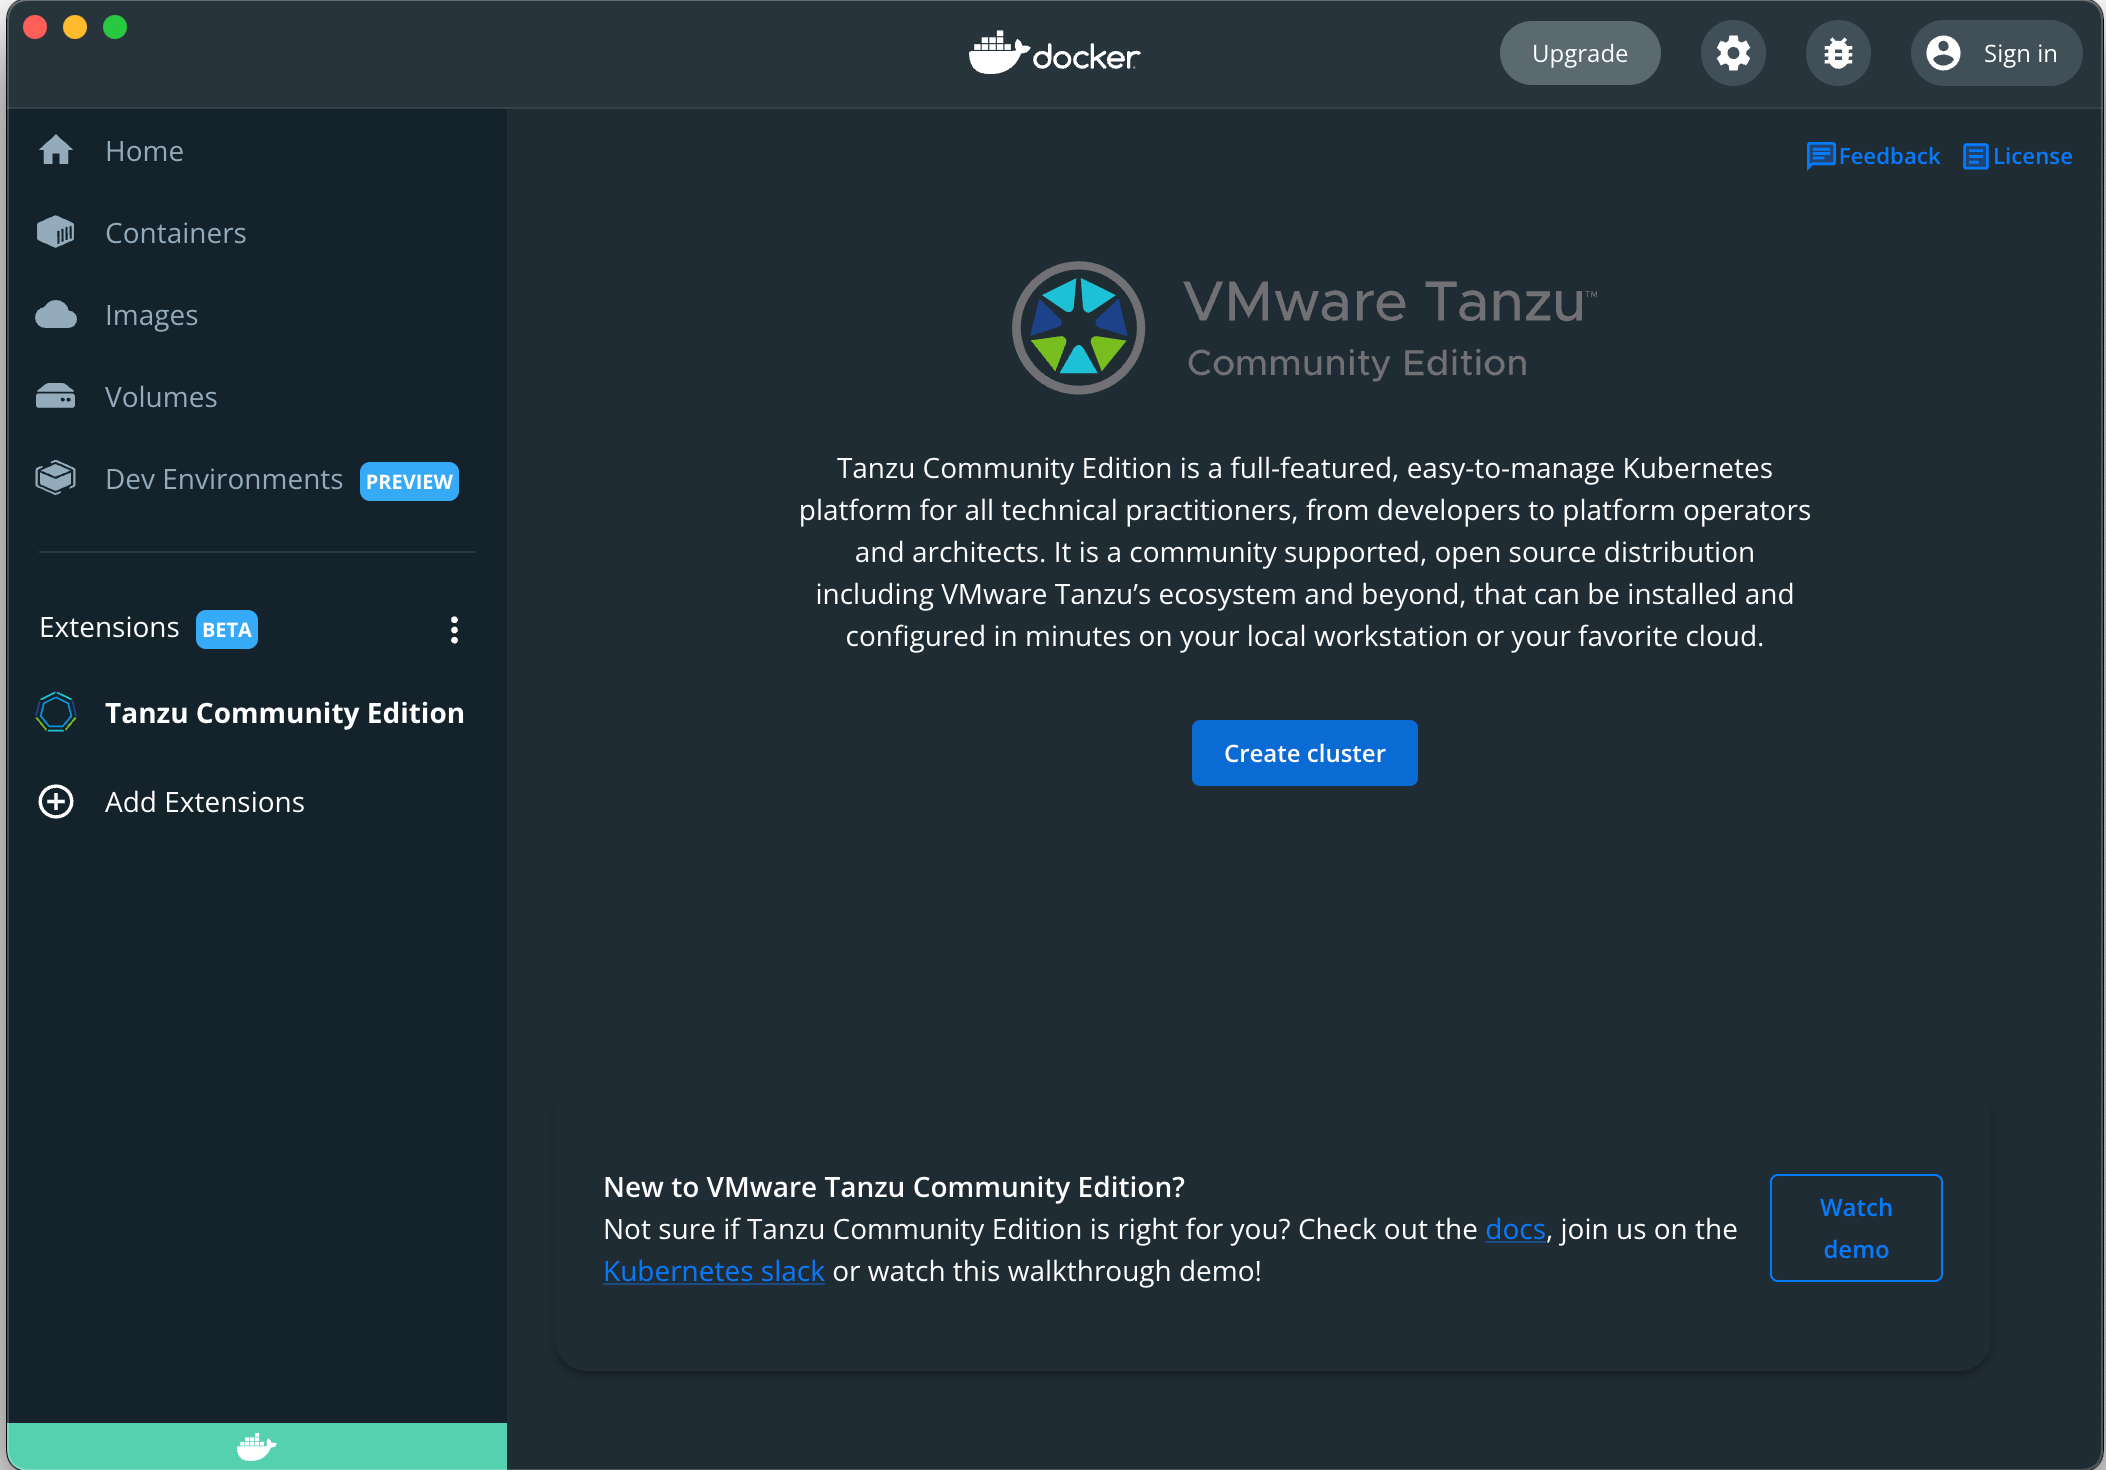 docker
Upgrade
Sign in
Home
Containers
Images
Volumes
Dev Environments PREVIEW
Extensions BETA
Tanzu Community Edition
Add Extensions
Feedback
License
VMware Tanzu™
Community Edition
Tanzu Community Edition is a full-featured, easy-to-manage Kubernetes
platform for all technical practitioners, from developers to platform operators
and architects. It is a community supported, open source distribution
including VMware Tanzu’s ecosystem and beyond, that can be installed and
configured in minutes on your local workstation or your favorite cloud.
Create cluster
New to VMware Tanzu Community Edition?
Not sure if Tanzu Community Edition is right for you? Check out the docs, join us on the
Kubernetes slack or watch this walkthrough demo!
Watch
demo